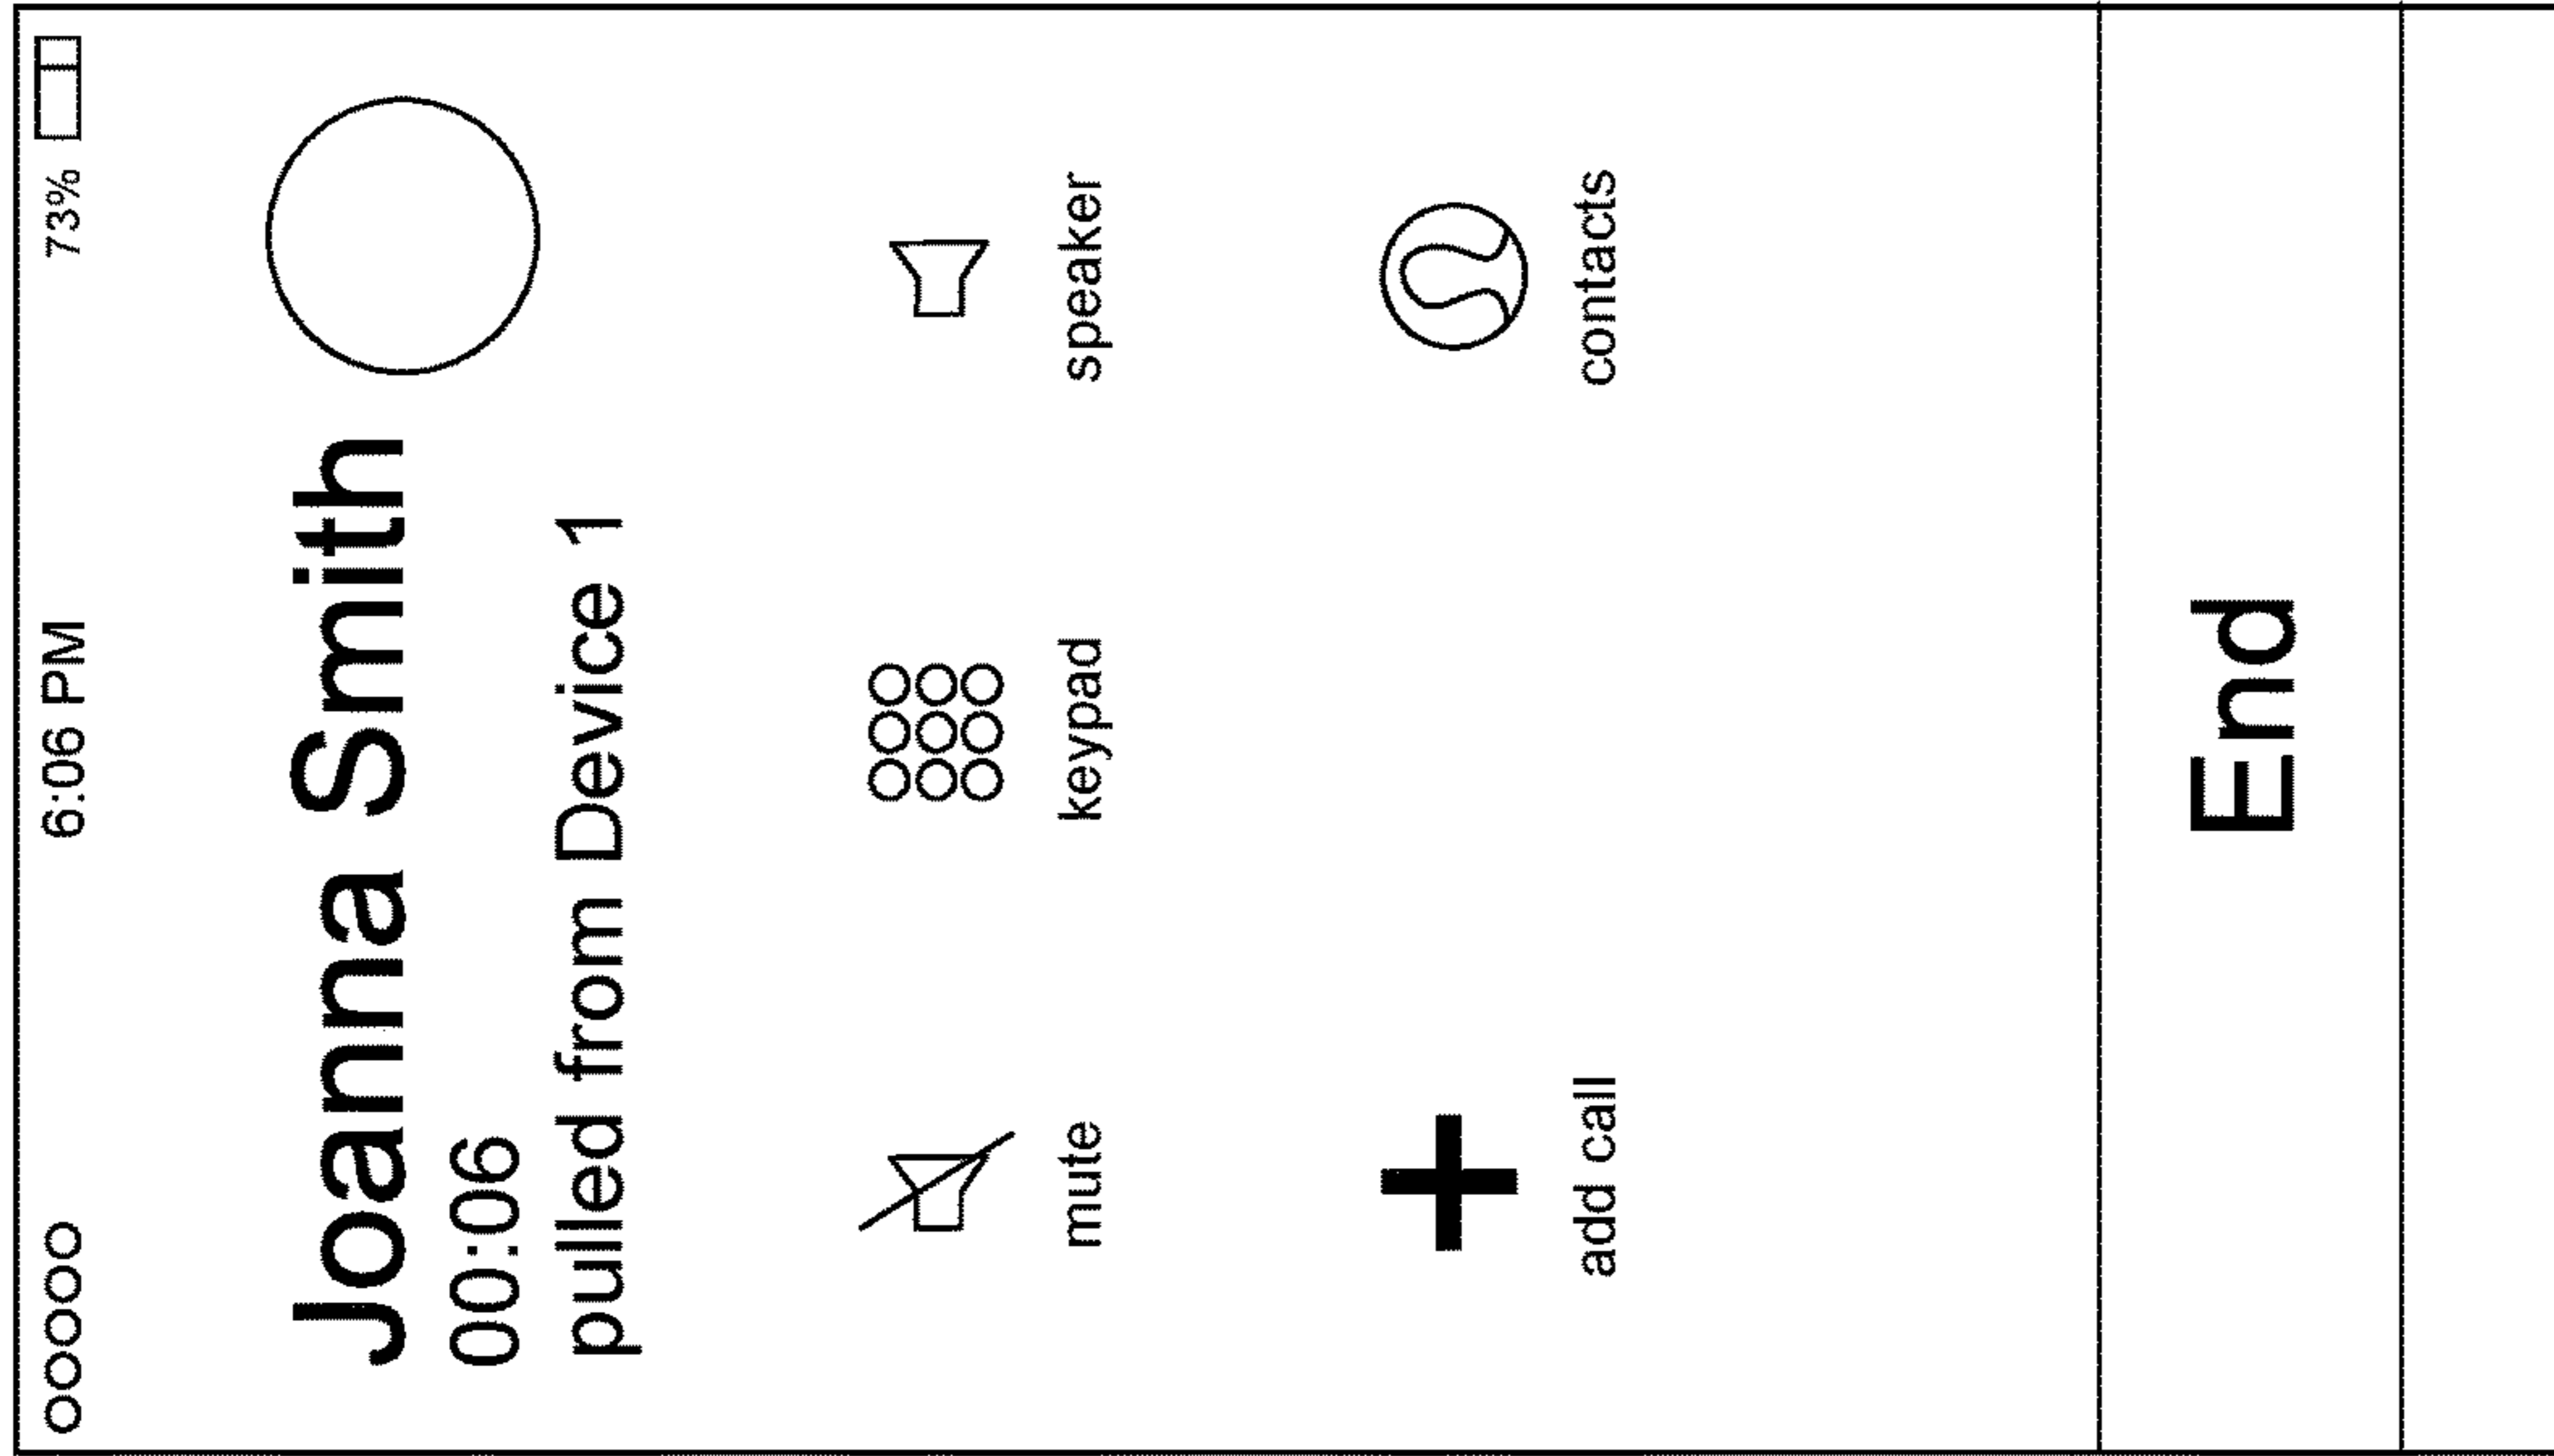 6:06 PM 73%
Joanna Smith
00:06
pulled from Device 1
mute keypad speaker
add call contacts
End